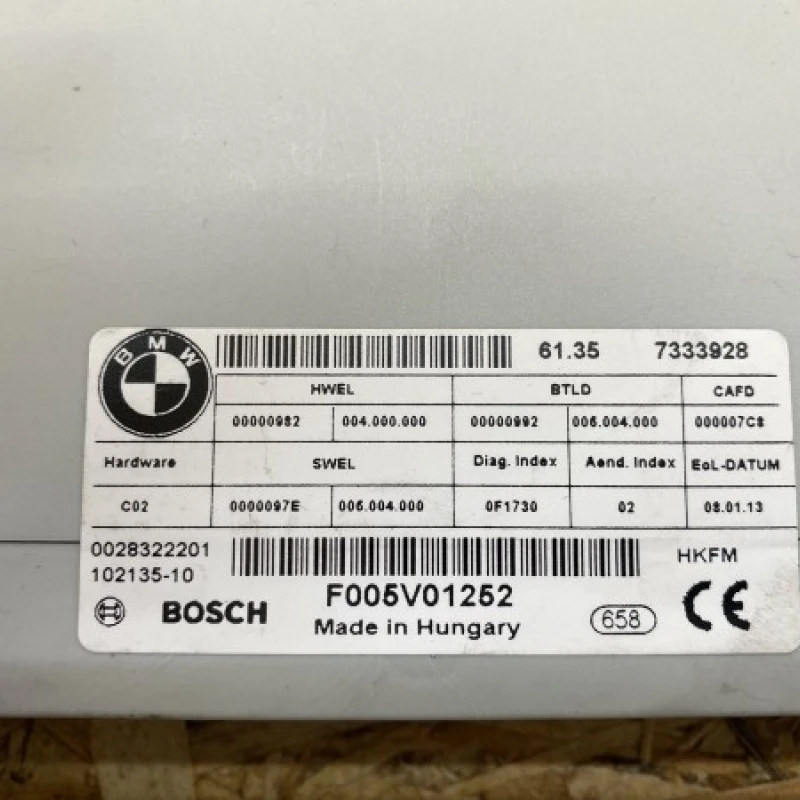 BMW
61.35 7333928
HWEL BTLD CAFD
00000982 004.000.000 00000992 006.004.000 000007C8
Hardware SWEL Diag. Index Aend. Index EoL-DATUM
C02 0000097E 006.004.000 0F1730 02 08.01.13
0028322201
102135-10
HKFM
F005V01252
BOSCH
Made in Hungary
658
CE